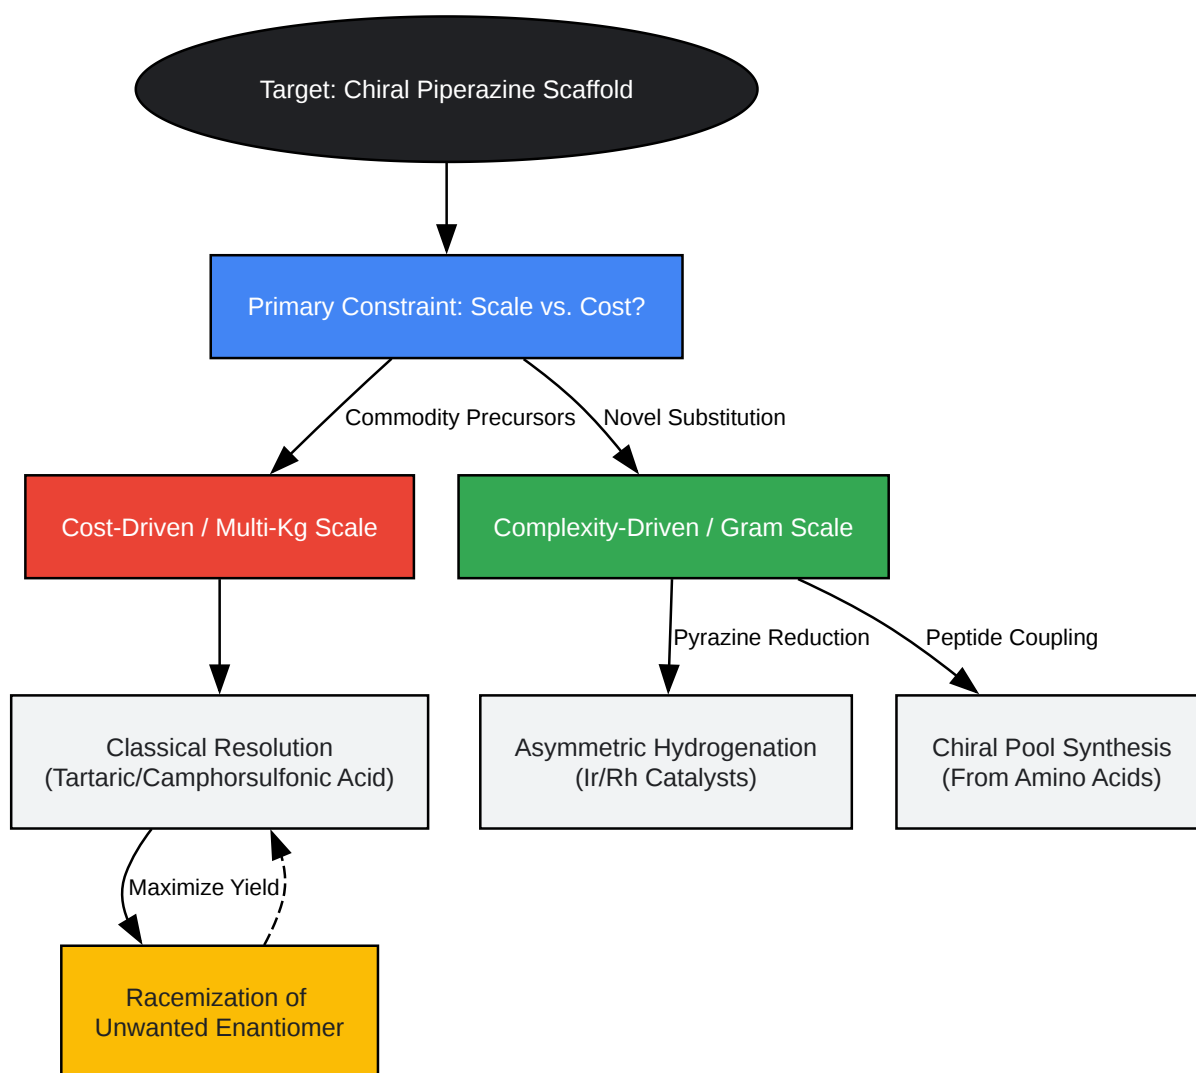 Target: Chiral Piperazine Scaffold
Primary Constraint: Scale vs. Cost?
Commodity Precursors
Novel Substitution
Cost-Driven / Multi-Kg Scale
Complexity-Driven / Gram Scale
Pyrazine Reduction
Peptide Coupling
Classical Resolution
(Tartaric/Camphorsulfonic Acid)
Asymmetric Hydrogenation
(Ir/Rh Catalysts)
Chiral Pool Synthesis
(From Amino Acids)
Maximize Yield
Racemization of
Unwanted Enantiomer